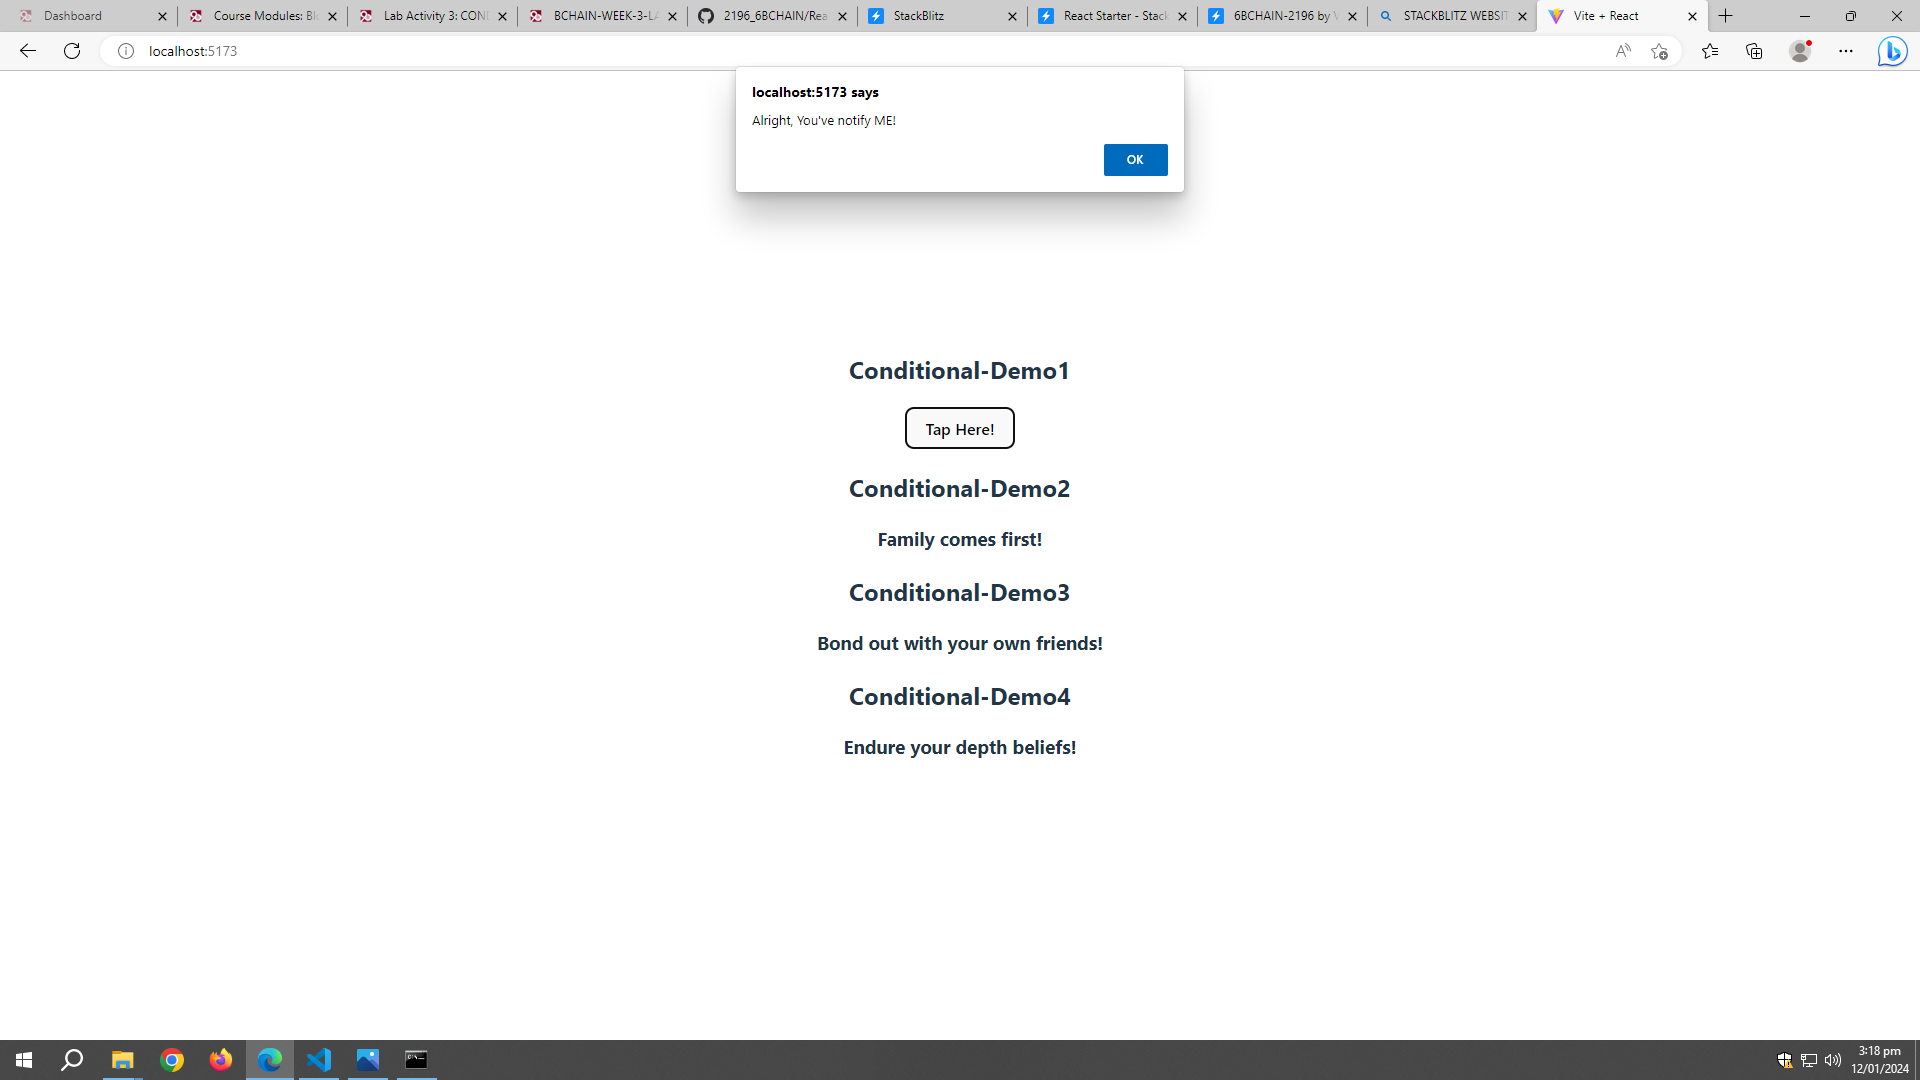 Dashboard
Course Modules: Blo
Lab Activity 3: COND
BCHAIN-WEEK-3-LA
2196_6BCHAIN/Rea
StackBlitz
React Starter - Stack
6BCHAIN-2196 by V
STACKBLITZ WEBSIT
Vite + React
localhost:5173
localhost:5173 says
Alright, You've notify ME!
OK
Conditional-Demo1
Tap Here!
Conditional-Demo2
Family comes first!
Conditional-Demo3
Bond out with your own friends!
Conditional-Demo4
Endure your depth beliefs!
3:18 pm
12/01/2024